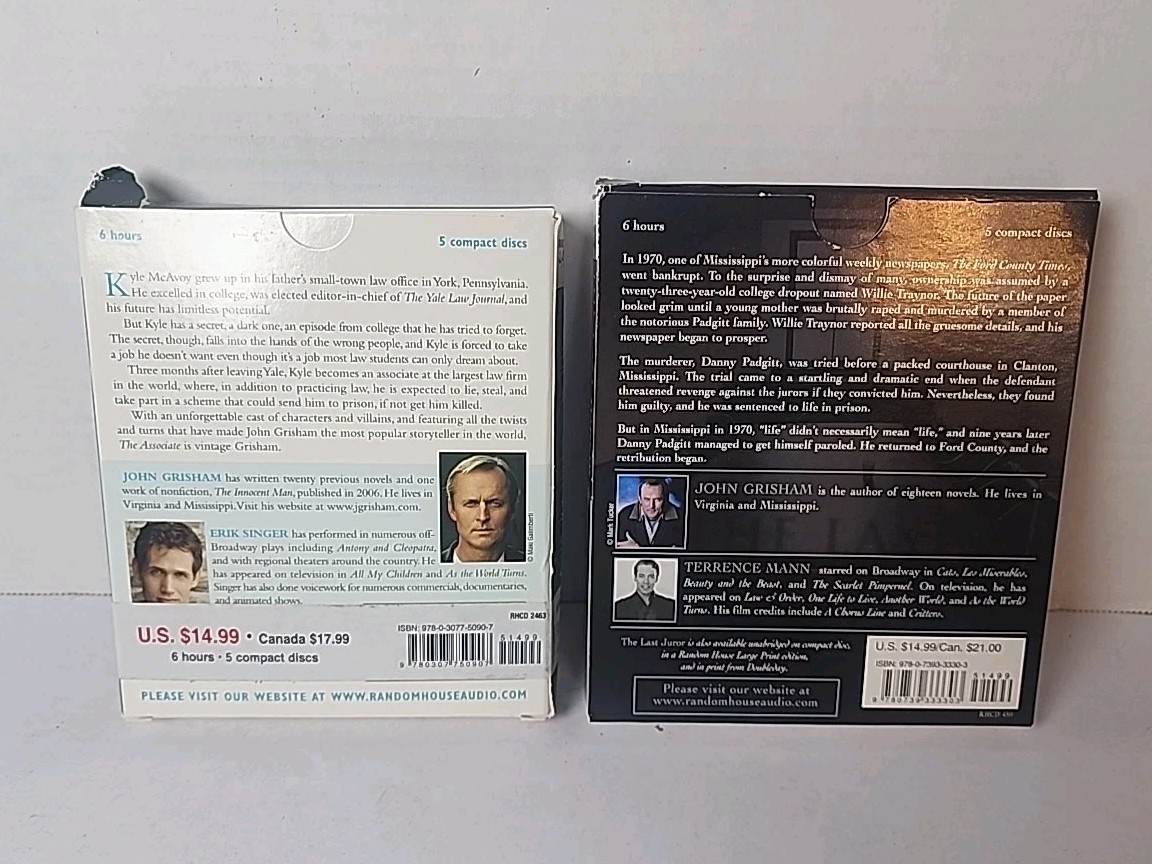 6 hours
5 compact discs
Kyle McAvoy grew up in his father's small-town law office in York, Pennsylvania.
He excelled in college, was elected editor-in-chief of The Yale Law Journal, and
his future has limitless potential.
But Kyle has a secret, a dark one, an episode from college that he has tried to forget.
The secret, though, falls into the hands of the wrong people, and Kyle is forced to take
a job he doesn't want even though it's a job most law students can only dream about.
Three months after leaving Yale, Kyle becomes an associate at the largest law firm
in the world, where, in addition to practicing law, he is expected to lie, steal, and
take part in a scheme that could send him to prison, if not get him killed.
With an unforgettable cast of characters and villains, and featuring all the twists
and turns that have made John Grisham the most popular storyteller in the world,
The Associate is vintage Grisham.
JOHN GRISHAM has written twenty previous novels and one
work of nonfiction, The Innocent Man, published in 2006. He lives in
Virginia and Mississippi. Visit his website at www.jgrisham.com.
© Maki Galimberti
ERIK SINGER has performed in numerous off-
Broadway plays including Antony and Cleopatra,
and with regional theaters around the country. He
has appeared on television in All My Children and As the World Turns.
Singer has also done voicework for numerous commercials, documentaries,
and animated shows.
RHCD 2463
U.S. $14.99 • Canada $17.99
6 hours • 5 compact discs
ISBN: 978-0-3077-5090-7
51499
9 780307 750907
PLEASE VISIT OUR WEBSITE AT WWW.RANDOMHOUSEAUDIO.COM
6 hours
5 compact discs
In 1970, one of Mississippi's more colorful weekly newspapers, The Ford County Times,
went bankrupt. To the surprise and dismay of many, ownership was assumed by a
twenty-three-year-old college dropout named Willie Traynor. The future of the paper
looked grim until a young mother was brutally raped and murdered by a member of
the notorious Padgitt family. Willie Traynor reported all the gruesome details, and his
newspaper began to prosper.
The murderer, Danny Padgitt, was tried before a packed courthouse in Clanton,
Mississippi. The trial came to a startling and dramatic end when the defendant
threatened revenge against the jurors if they convicted him. Nevertheless, they found
him guilty, and he was sentenced to life in prison.
But in Mississippi in 1970, "life" didn't necessarily mean "life," and nine years later
Danny Padgitt managed to get himself paroled. He returned to Ford County, and the
retribution began.
© Mark Tucker
JOHN GRISHAM is the author of eighteen novels. He lives in
Virginia and Mississippi.
TERRENCE MANN starred on Broadway in Cats, Les Miserables,
Beauty and the Beast, and The Scarlet Pimpernel. On television, he has
appeared on Law & Order, One Life to Live, Another World, and As the World
Turns. His film credits include A Chorus Line and Critters.
The Last Juror is also available unabridged on compact disc,
in a Random House Large Print edition,
and in print from Doubleday.
Please visit our website at
www.randomhouseaudio.com
U.S. $14.99/Can. $21.00
ISBN: 978-0-7393-3330-3
51499
9 780739 333303
RHCD 459